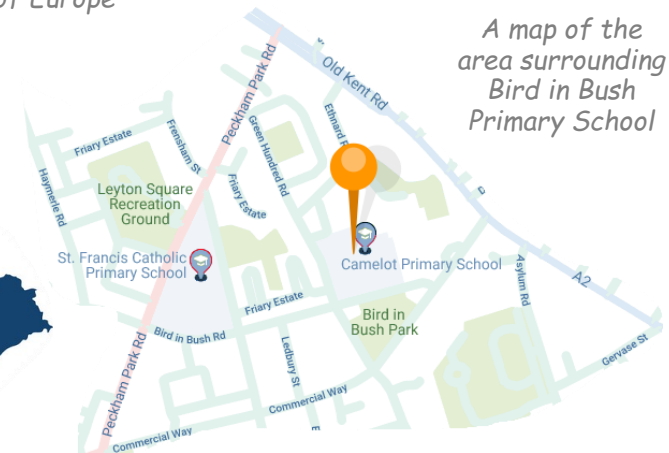 of Europe
A map of the
area surrounding
Bird in Bush
Primary School
Old Kent Rd
Peckham Park Rd
Ethnard R
Green Hundred Rd
Frensham St
Friary Estate
Haymerle Rd
Leyton Square
Recreation
Ground
Friary Estate
St. Francis Catholic
Primary School
Camelot Primary School
Asylum Rd
A2
Friary Estate
Bird in
Bush Park
Bird in Bush Rd
Ledbury St
Gervase St
Peckham Park Rd
Commercial Way
Commercial Way